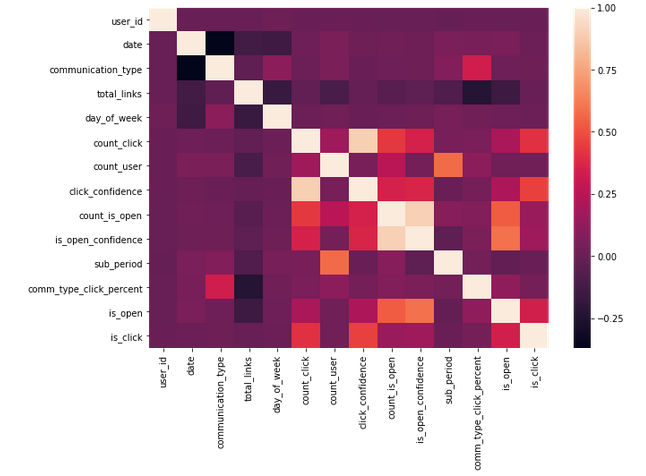 user_id
date
communication_type
total_links
day_of_week
count_click
count_user
click_confidence
count_is_open
is_open_confidence
sub_period
comm_type_click_percent
is_open
is_click
user_id
date
communication_type
total_links
day_of_week
count_click
count_user
click_confidence
count_is_open
is_open_confidence
sub_period
comm_type_click_percent
is_open
is_click
1.00
0.75
0.50
0.25
0.00
−0.25